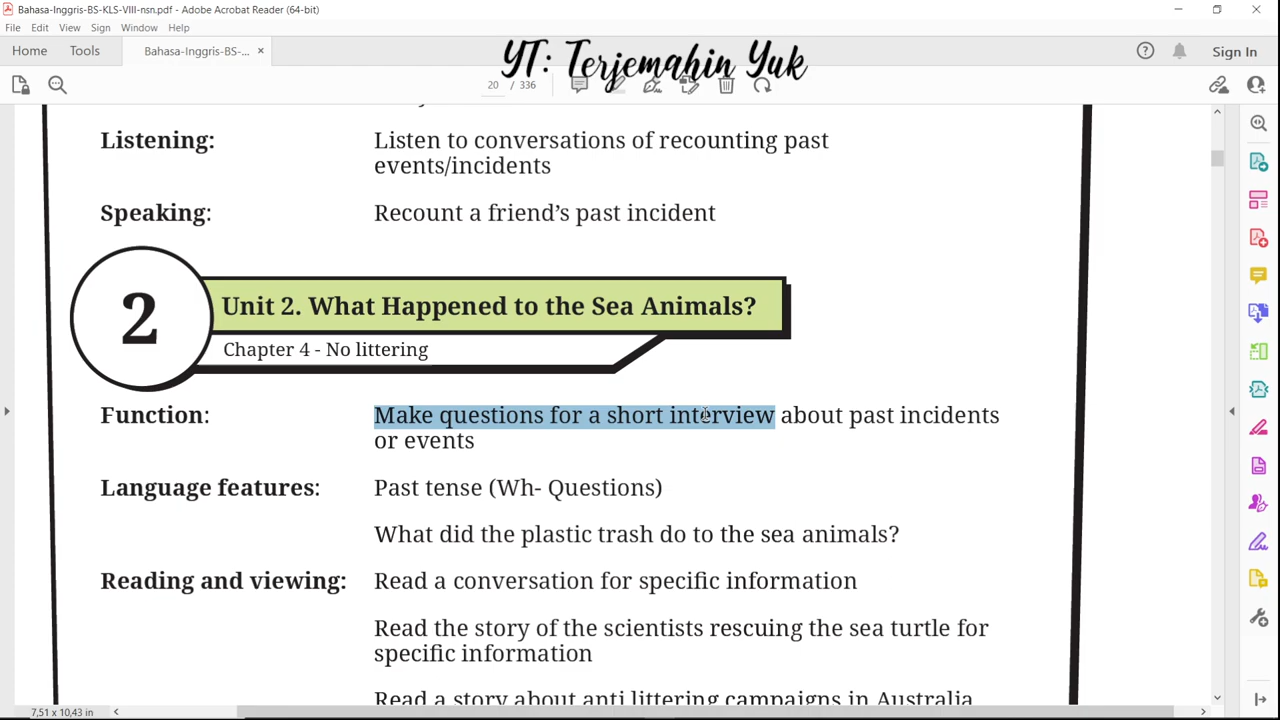 Bahasa-Inggris-BS-KLS-VIII-nsn.pdf - Adobe Acrobat Reader (64-bit)
File Edit View Sign Window Help
Home Tools Bahasa-Inggris-BS-... × Sign In
YT: Terjemahin Yuk
20 / 336
Listening: Listen to conversations of recounting past
events/incidents
Speaking: Recount a friend's past incident
2
Unit 2. What Happened to the Sea Animals?
Chapter 4 - No littering
Function: Make questions for a short interview about past incidents
or events
Language features: Past tense (Wh- Questions)
What did the plastic trash do to the sea animals?
Reading and viewing: Read a conversation for specific information
Read the story of the scientists rescuing the sea turtle for
specific information
Read a story about anti littering campaigns in Australia
7,51 x 10,43 in